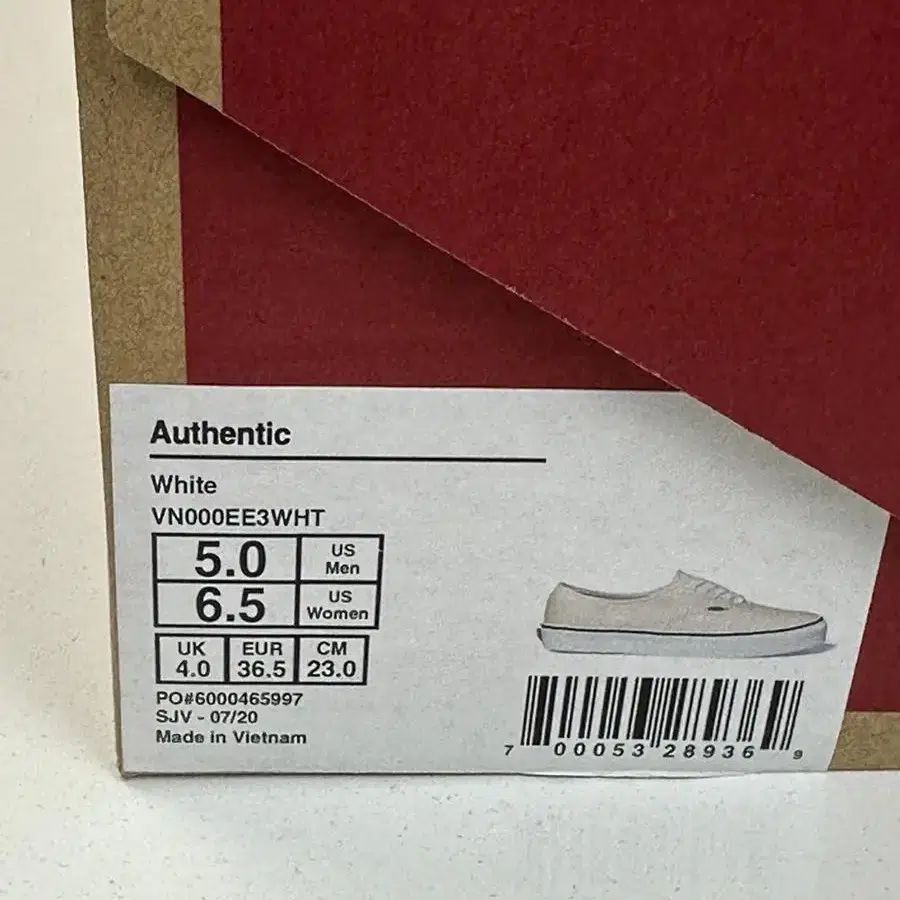 Authentic
White
VN000EE3WHT
5.0 US Men
6.5 US Women
UK 4.0 EUR 36.5 CM 23.0
PO#6000465997
SJV - 07/20
Made in Vietnam
7 00053 28936 9